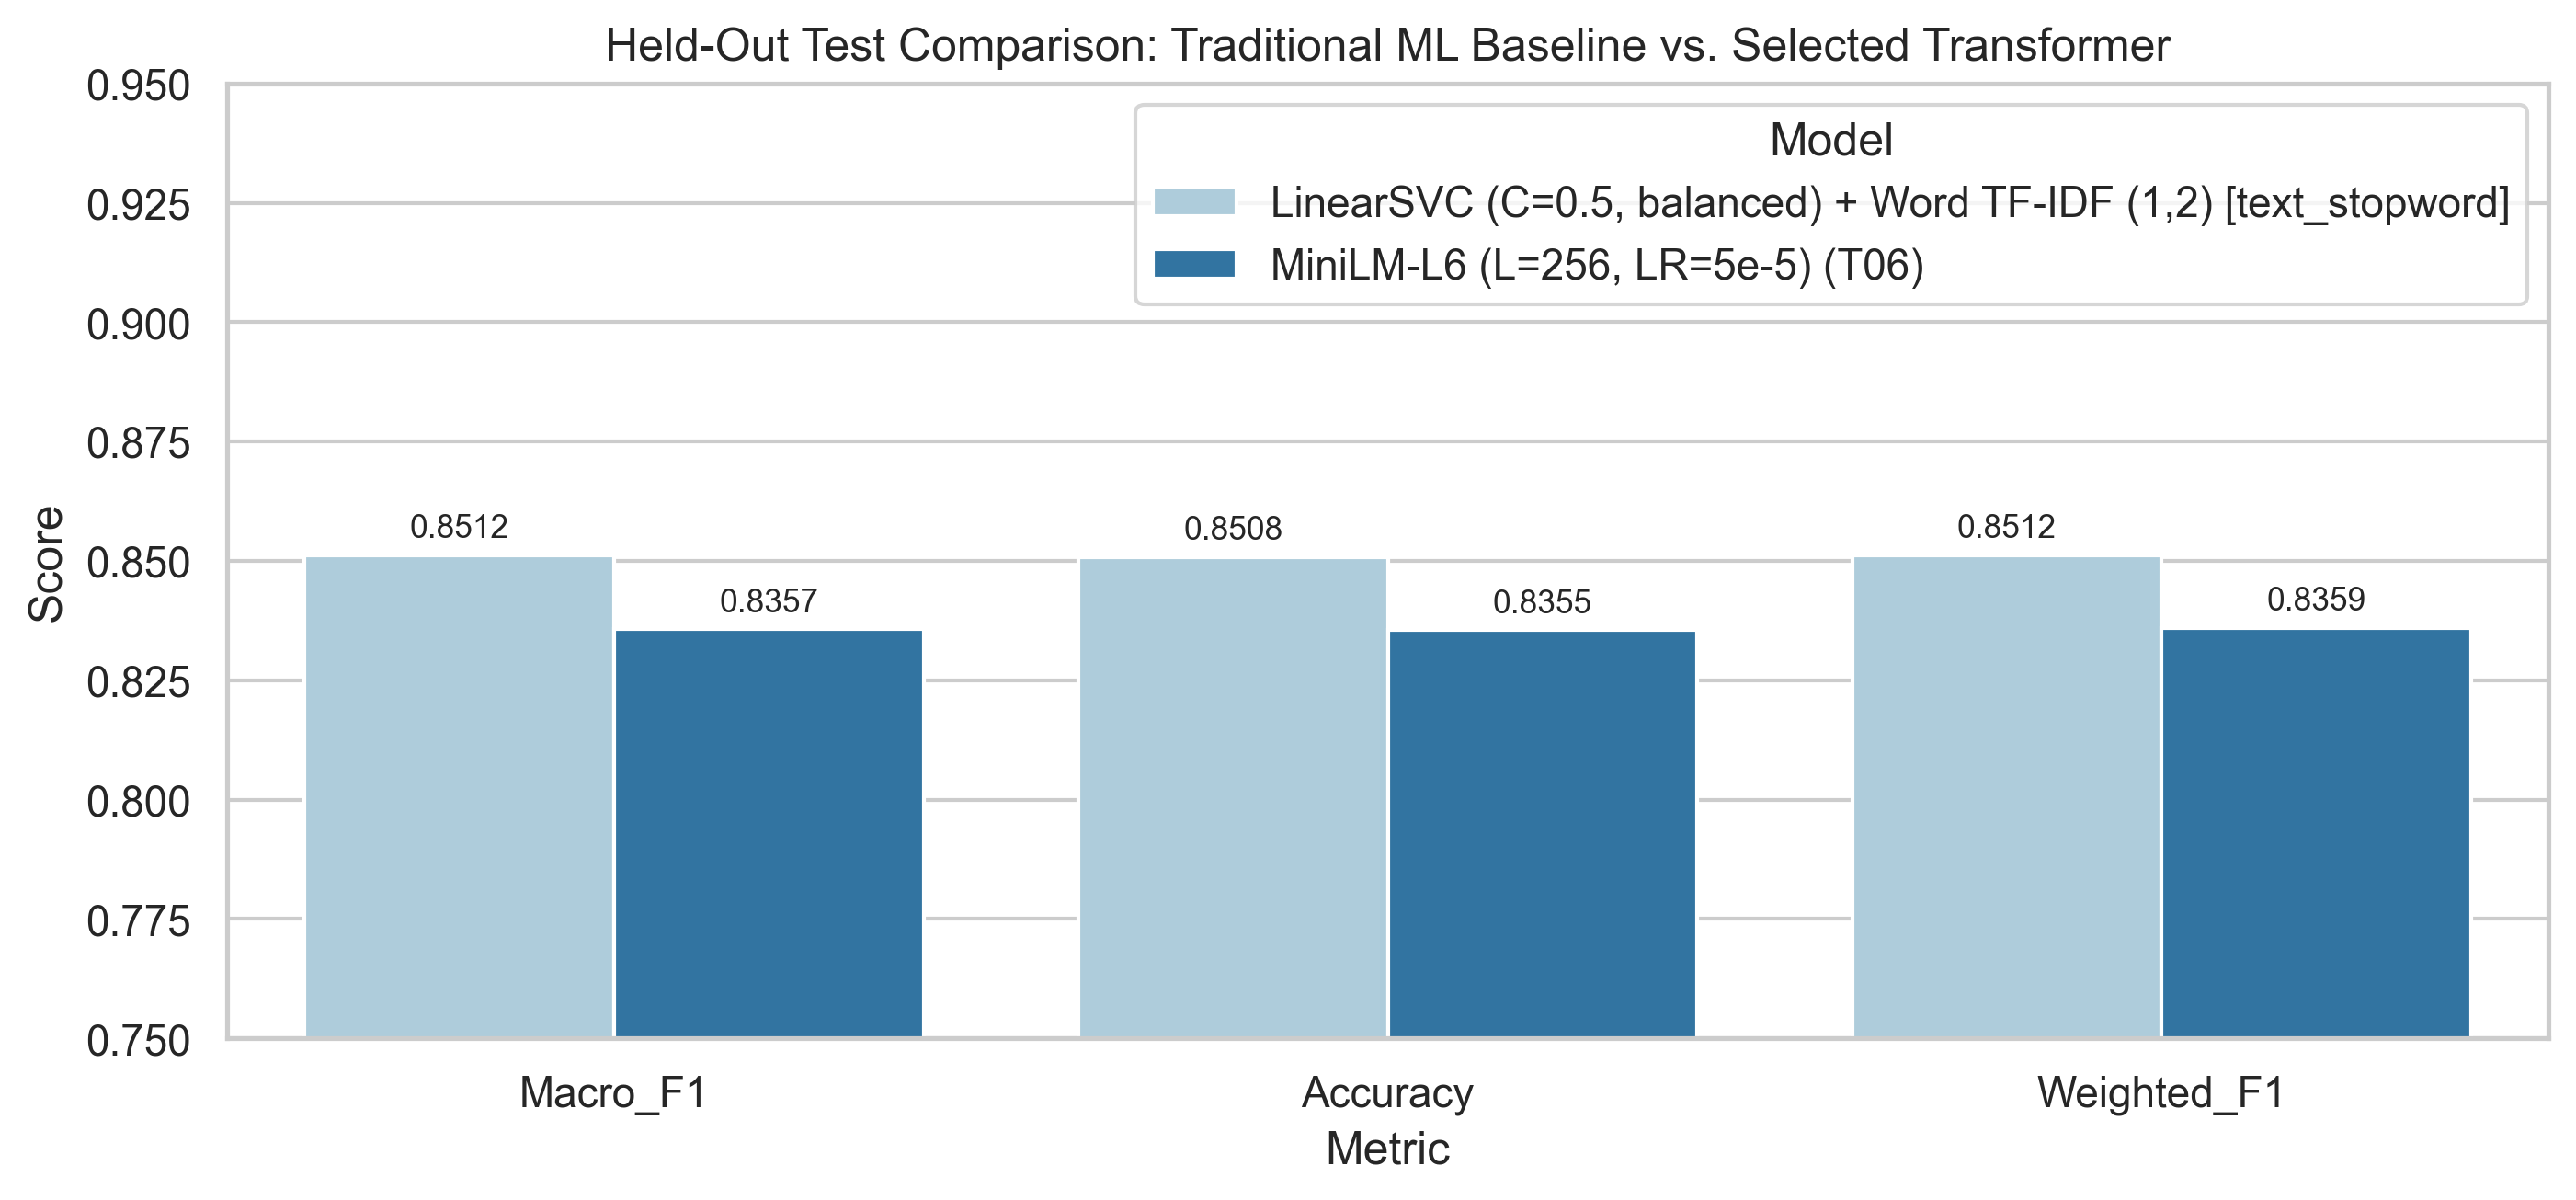 Held-Out Test Comparison: Traditional ML Baseline vs. Selected Transformer
Model
LinearSVC (C=0.5, balanced) + Word TF-IDF (1,2) [text_stopword]
MiniLM-L6 (L=256, LR=5e-5) (T06)
Score
0.950
0.925
0.900
0.875
0.850
0.825
0.800
0.775
0.750
0.8512
0.8357
0.8508
0.8355
0.8512
0.8359
Macro_F1
Accuracy
Weighted_F1
Metric